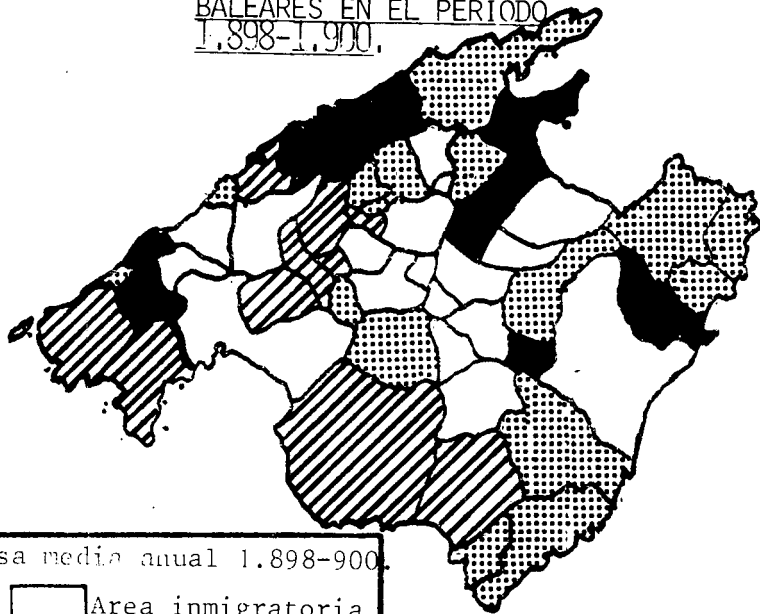 BALEARES EN EL PERIODO
1.898-1.900.
sa media anual 1.898-900.
Area inmigratoria